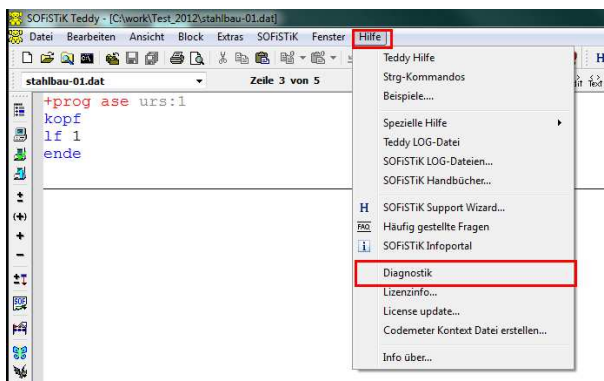 SOFiSTiK Teddy - [C:\work\Test_2012\stahlbau-01.dat]
Datei Bearbeiten Ansicht Block Extras SOFiSTiK Fenster Hilfe
stahlbau-01.dat Zeile 3 von 5
+prog ase urs:1
kopf
lf 1
ende
Teddy Hilfe
Strg-Kommandos
Beispiele....
Spezielle Hilfe
Teddy LOG-Datei
SOFiSTiK LOG-Dateien...
SOFiSTiK Handbücher...
H SOFiSTiK Support Wizard...
FAQ Häufig gestellte Fragen
i SOFiSTiK Infoportal
Diagnostik
Lizenzinfo...
License update...
Codemeter Kontext Datei erstellen...
Info über...
H
Text